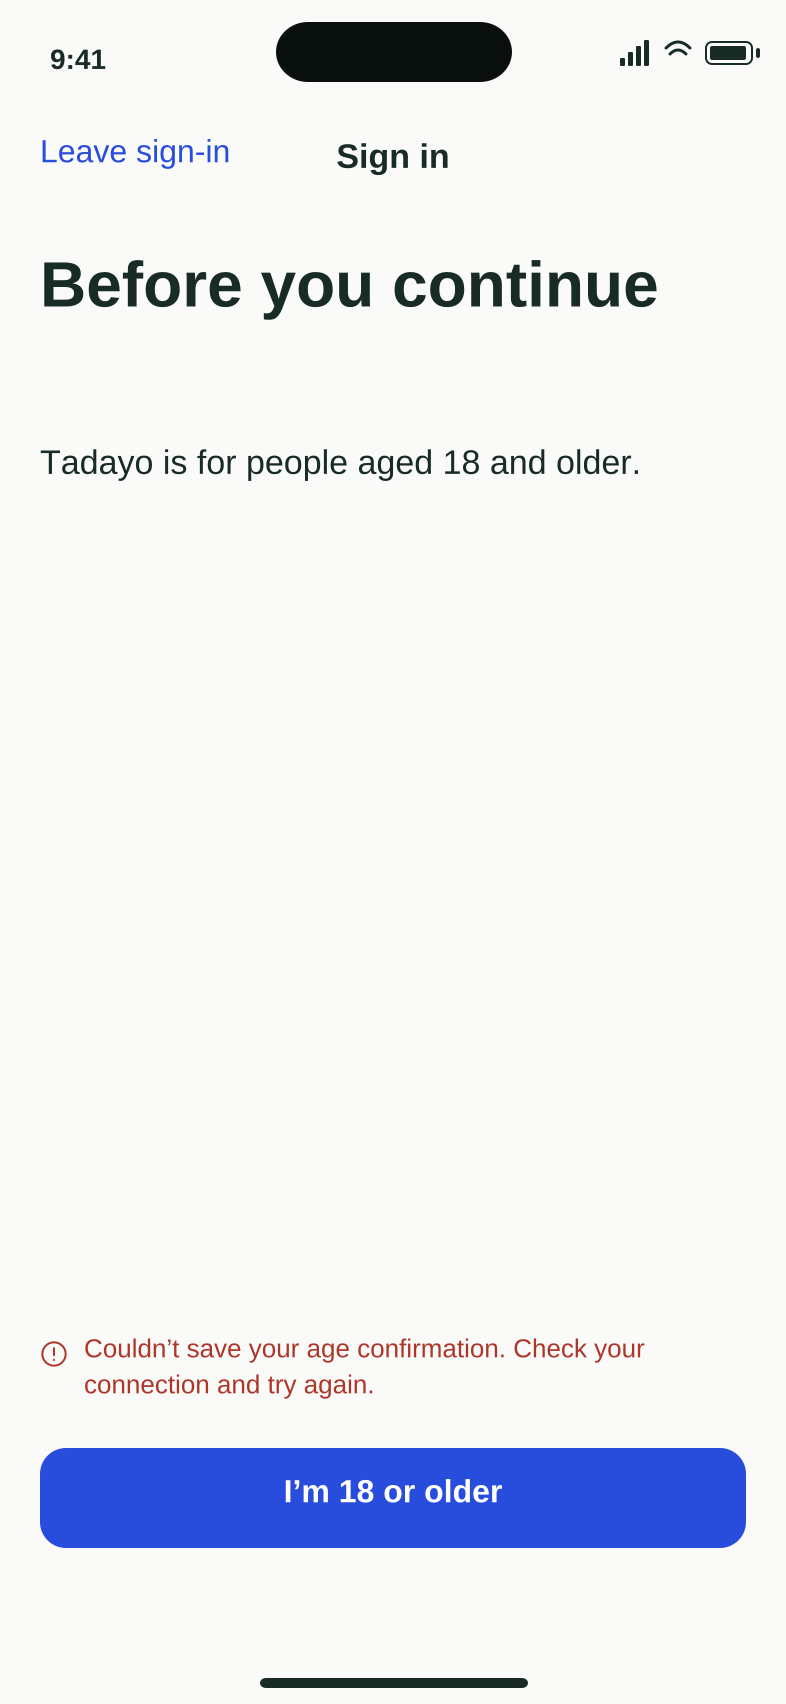 9:41
Leave sign-in
Sign in
Before you continue
Tadayo is for people aged 18 and older.
Couldn’t save your age confirmation. Check your
connection and try again.
I’m 18 or older